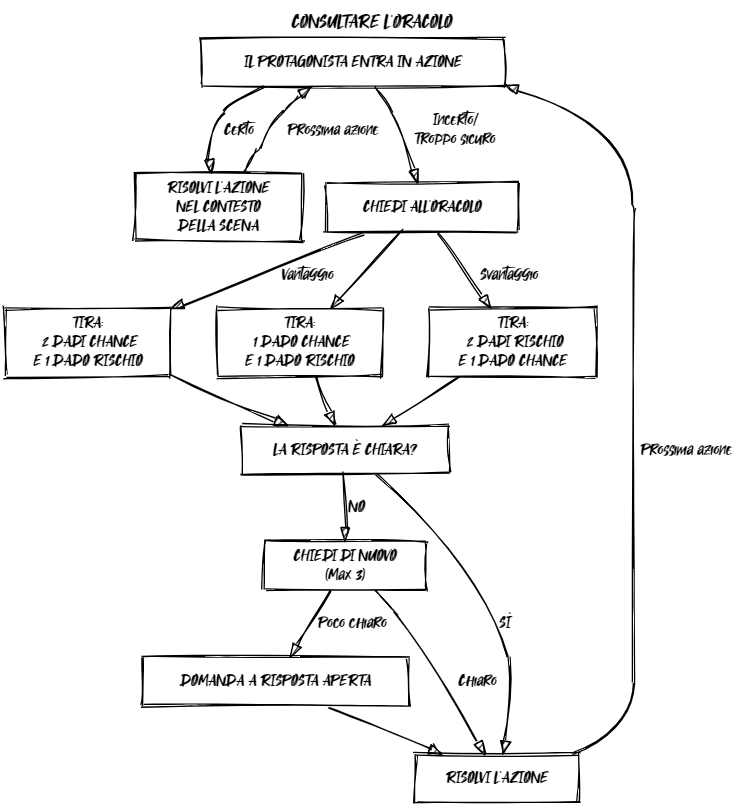 CONSULTARE L'ORACOLO
IL PROTAGONISTA ENTRA IN AZIONE
Certo
Prossima azione
Incerto/
Troppo sicuro
RISOLVI L'AZIONE
NEL CONTESTO
DELLA SCENA
CHIEDI ALL'ORACOLO
Vantaggio
Svantaggio
TIRA:
2 DADI CHANCE
E 1 DADO RISCHIO
TIRA:
1 DADO CHANCE
E 1 DADO RISCHIO
TIRA:
2 DADI RISCHIO
E 1 DADO CHANCE
LA RISPOSTA È CHIARA?
Prossima azione
NO
CHIEDI DI NUOVO
(Max 3)
Poco chiaro
SÌ
DOMANDA A RISPOSTA APERTA
Chiaro
RISOLVI L'AZIONE